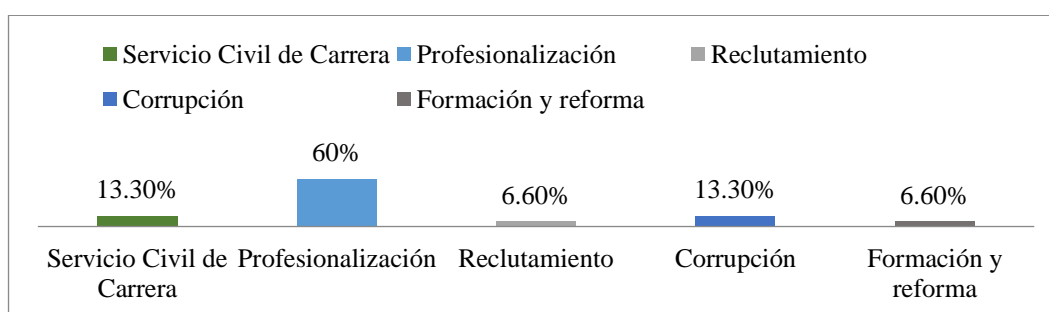 Servicio Civil de Carrera Profesionalización Reclutamiento
Corrupción Formación y reforma
60%
13.30% 6.60% 13.30% 6.60%
Servicio Civil de Carrera
Profesionalización
Reclutamiento
Corrupción
Formación y reforma